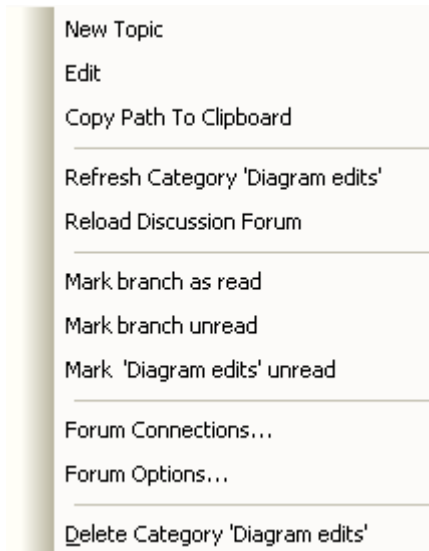 New Topic
Edit
Copy Path To Clipboard
Refresh Category 'Diagram edits'
Reload Discussion Forum
Mark branch as read
Mark branch unread
Mark  'Diagram edits' unread
Forum Connections...
Forum Options...
Delete Category 'Diagram edits'